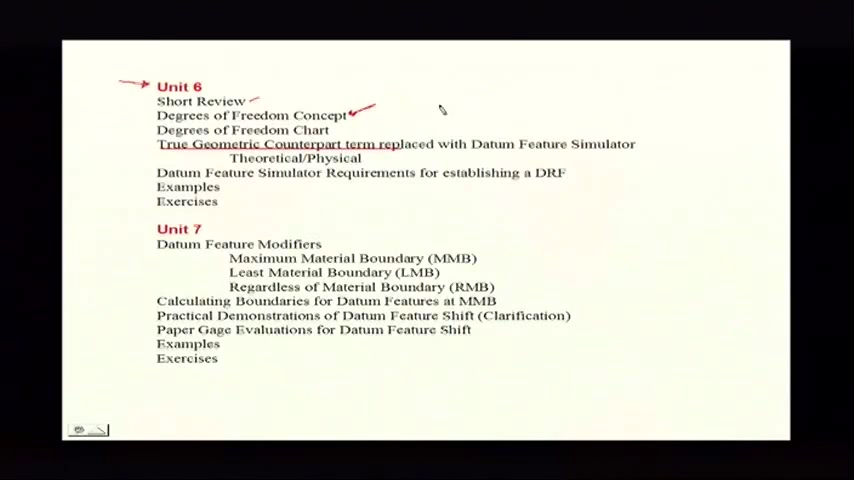 Unit 6
Short Review
Degrees of Freedom Concept
Degrees of Freedom Chart
True Geometric Counterpart term replaced with Datum Feature Simulator
Theoretical/Physical
Datum Feature Simulator Requirements for establishing a DRF
Examples
Exercises
Unit 7
Datum Feature Modifiers
Maximum Material Boundary (MMB)
Least Material Boundary (LMB)
Regardless of Material Boundary (RMB)
Calculating Boundaries for Datum Features at MMB
Practical Demonstrations of Datum Feature Shift (Clarification)
Paper Gage Evaluations for Datum Feature Shift
Examples
Exercises